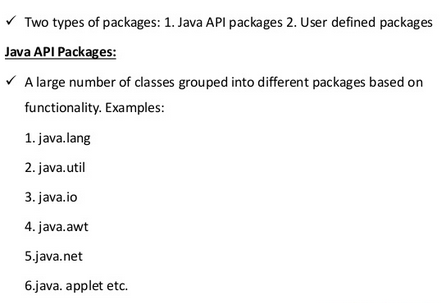 ✓ Two types of packages: 1. Java API packages 2. User defined packages
Java API Packages:
✓ A large number of classes grouped into different packages based on
functionality. Examples:
1. java.lang
2. java.util
3. java.io
4. java.awt
5.java.net
6.java. applet etc.